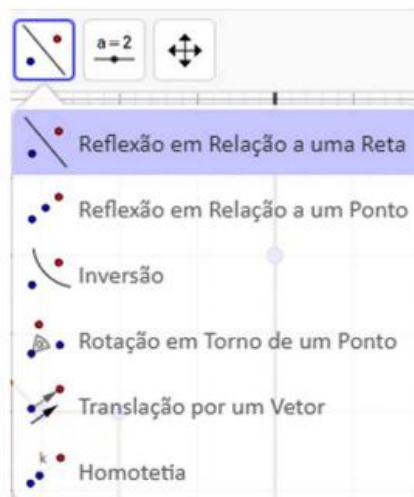 a=2
Reflexão em Relação a uma Reta
Reflexão em Relação a um Ponto
Inversão
Rotação em Torno de um Ponto
Translação por um Vetor
k
Homotetia